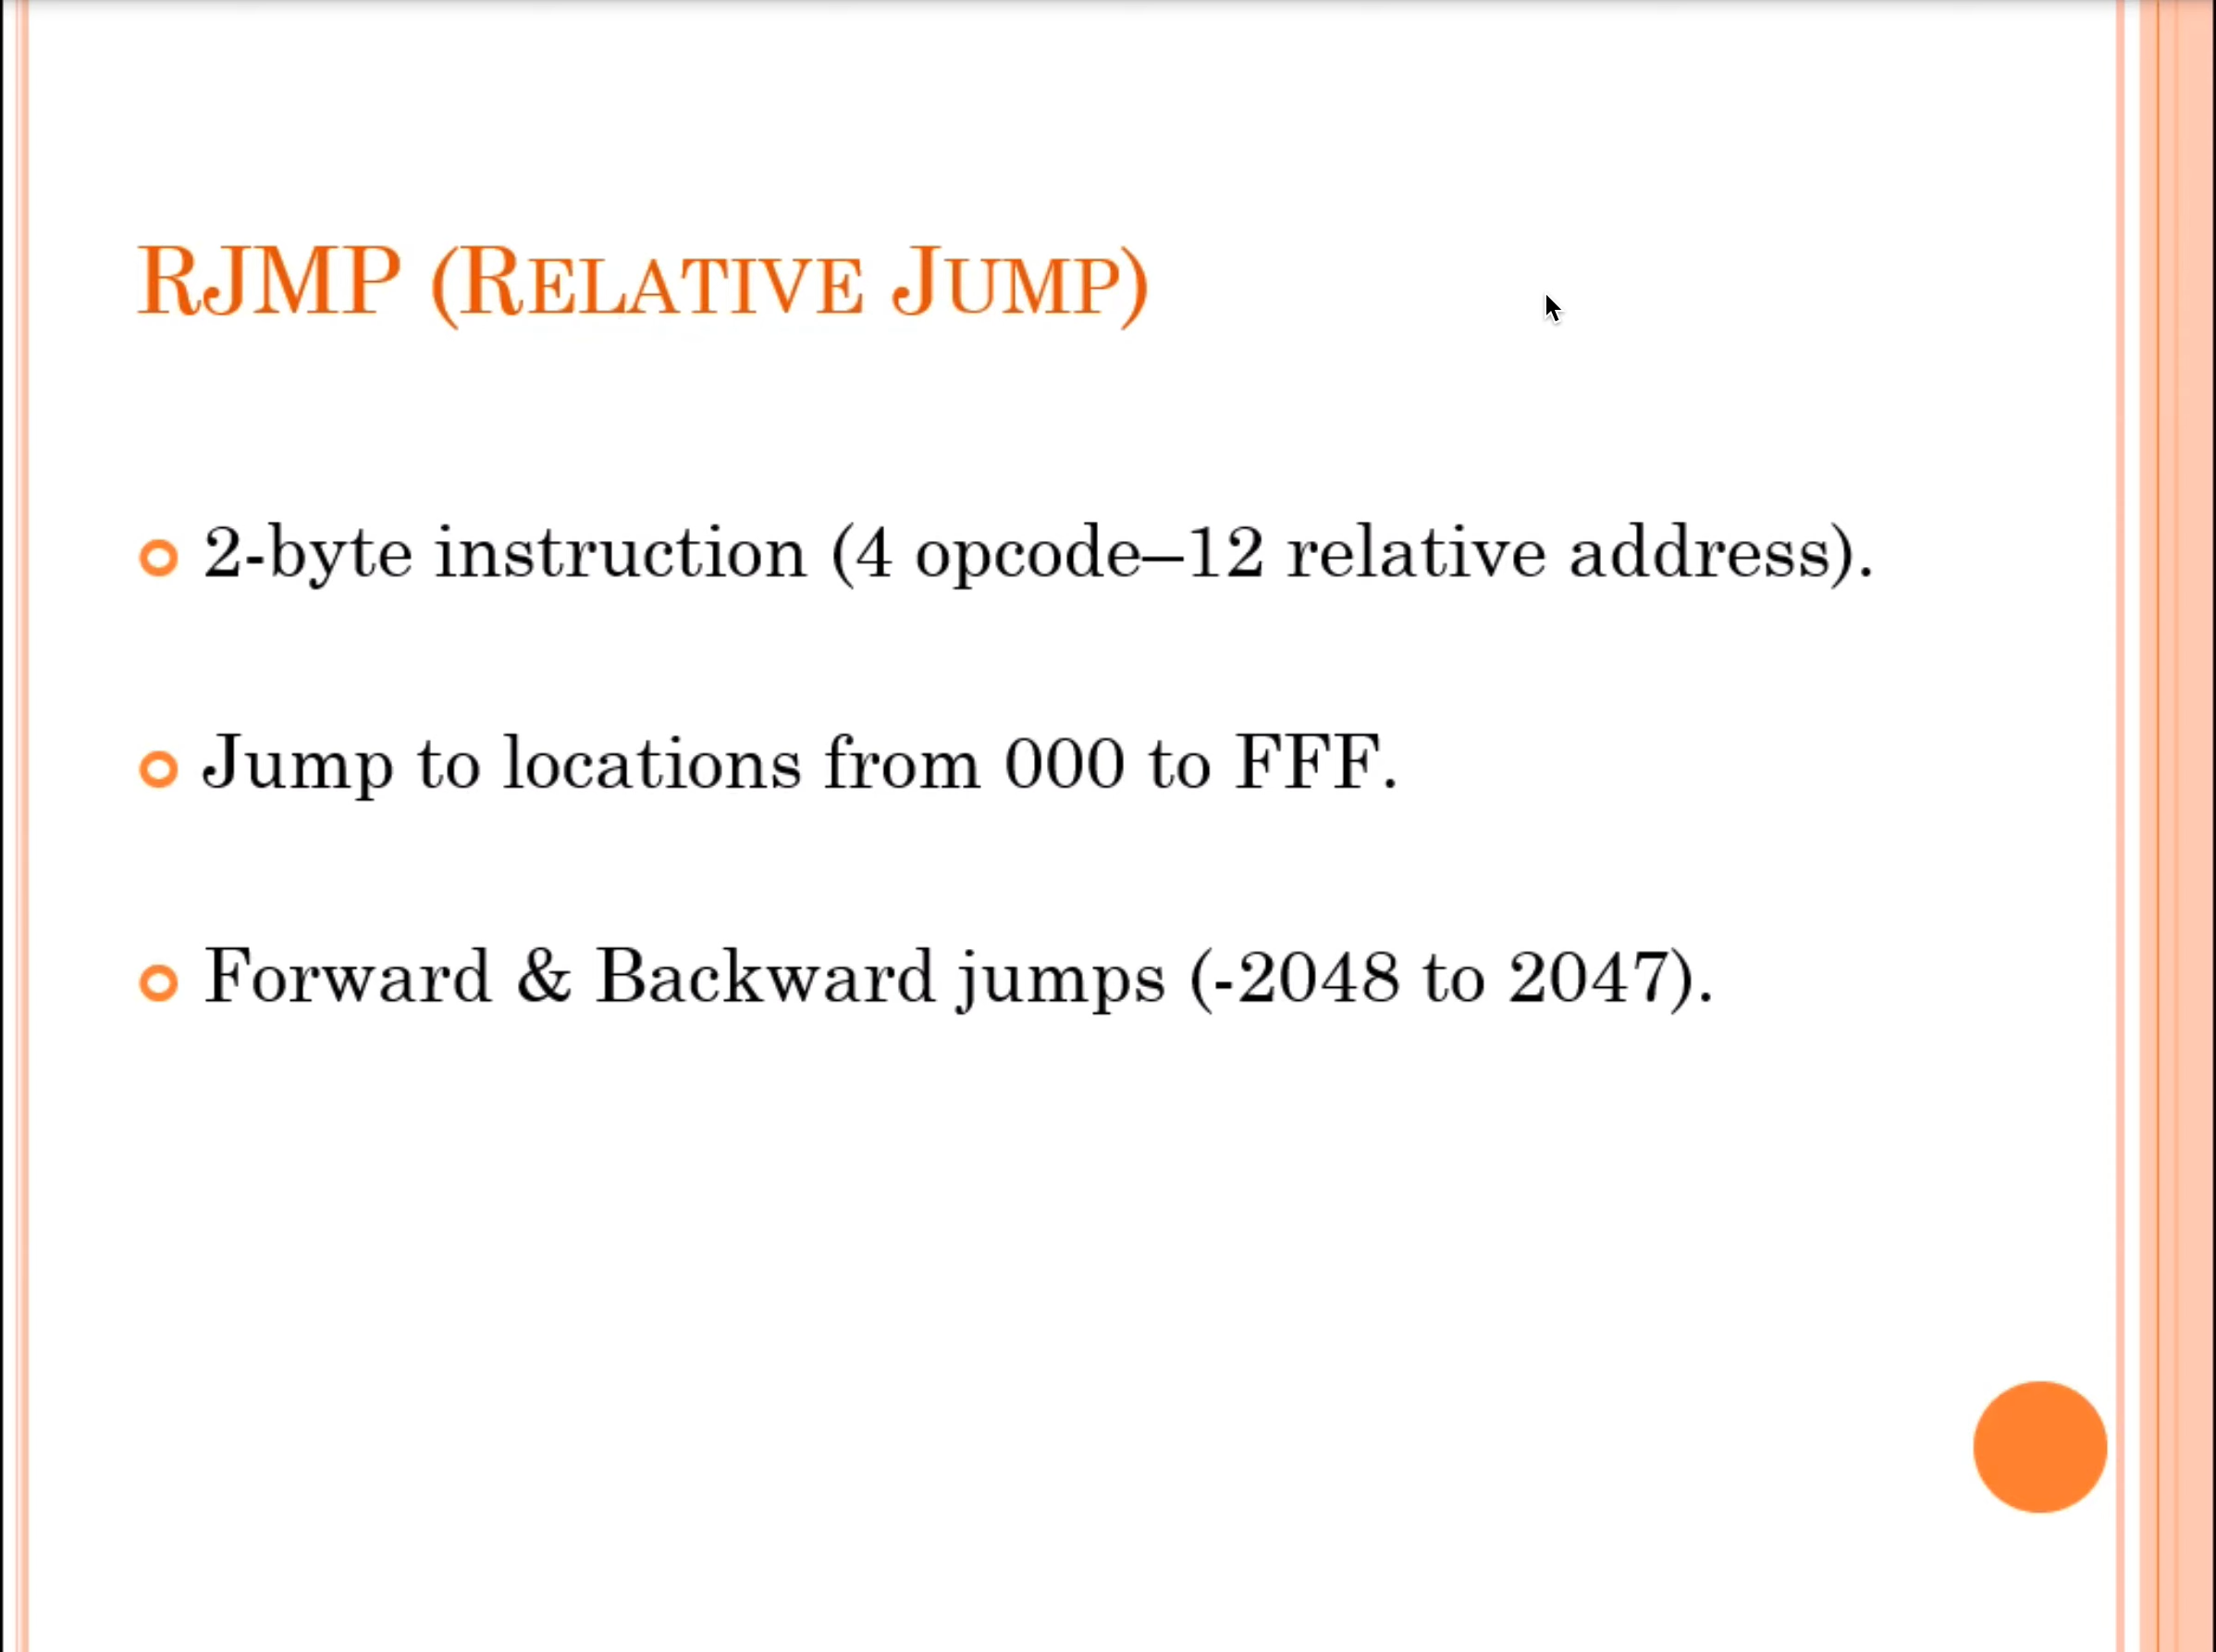 RJMP (RELATIVE JUMP)
2-byte instruction (4 opcode–12 relative address).
Jump to locations from 000 to FFF.
Forward & Backward jumps (-2048 to 2047).